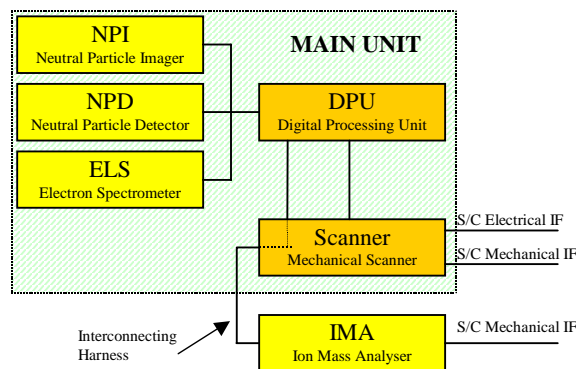 MAIN UNIT
NPI
Neutral Particle Imager
NPD
Neutral Particle Detector
DPU
Digital Processing Unit
ELS
Electron Spectrometer
Scanner
Mechanical Scanner
S/C Electrical IF
S/C Mechanical IF
Interconnecting
Harness
IMA
Ion Mass Analyser
S/C Mechanical IF